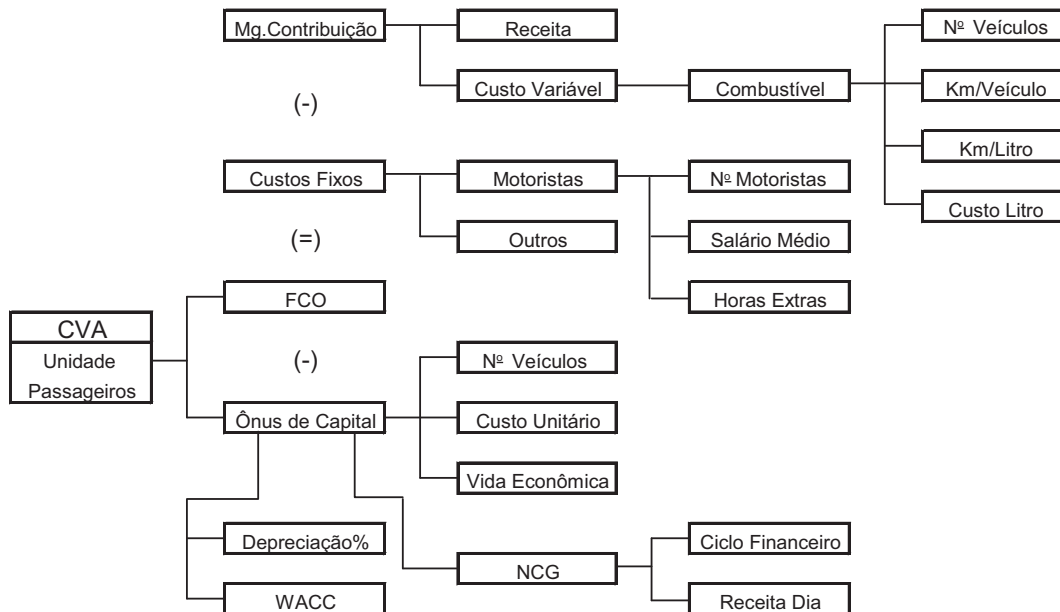 Mg.Contribuição
Receita
Nº Veículos
Custo Variável
Combustível
Km/Veículo
(-)
Km/Litro
Custos Fixos
Motoristas
Nº Motoristas
Custo Litro
(=)
Outros
Salário Médio
FCO
Horas Extras
CVA
Unidade
Passageiros
(-)
Nº Veículos
Ônus de Capital
Custo Unitário
Vida Econômica
Depreciação%
Ciclo Financeiro
NCG
WACC
Receita Dia